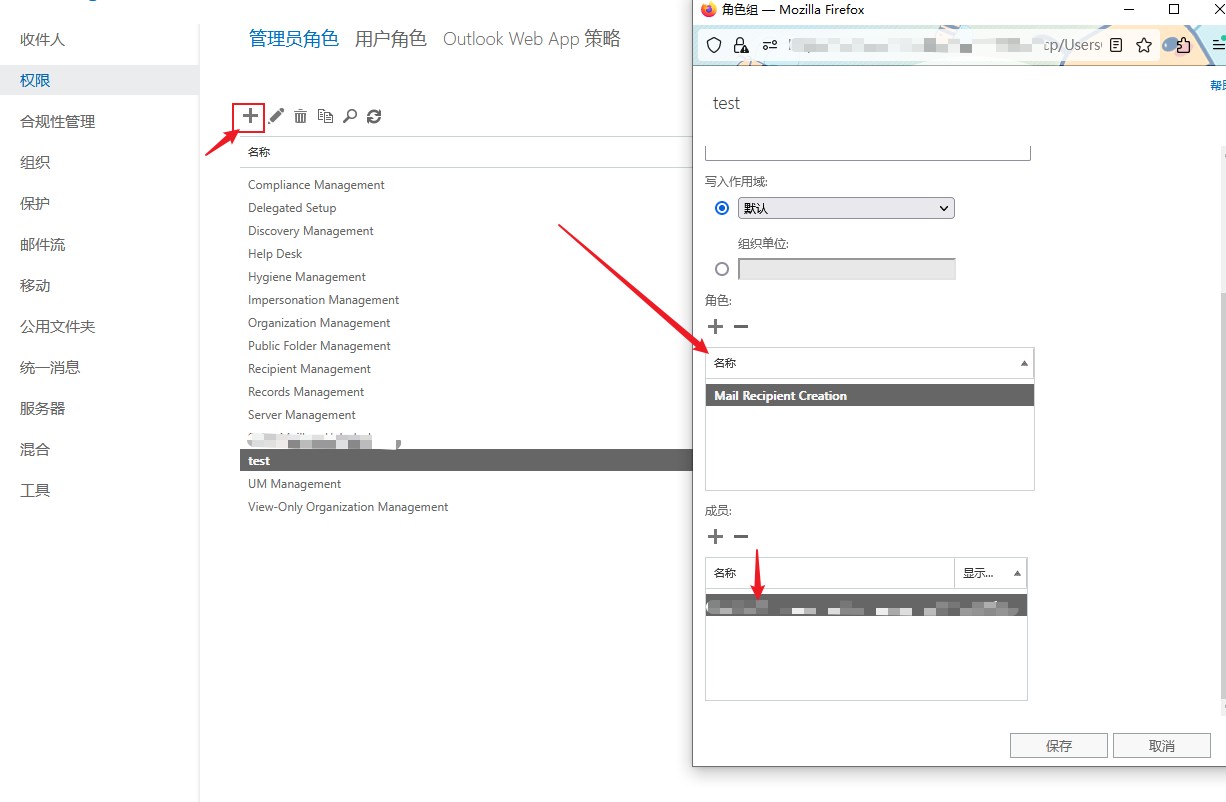 收件人
权限
合规性管理
组织
保护
邮件流
移动
公用文件夹
统一消息
服务器
混合
工具
管理员角色 用户角色 Outlook Web App 策略
名称
Compliance Management
Delegated Setup
Discovery Management
Help Desk
Hygiene Management
Impersonation Management
Organization Management
Public Folder Management
Recipient Management
Records Management
Server Management
test
UM Management
View-Only Organization Management
角色组 — Mozilla Firefox
cp/Users
帮助
test
写入作用域:
默认
组织单位:
角色:
名称
Mail Recipient Creation
成员:
名称 显示...
保存 取消